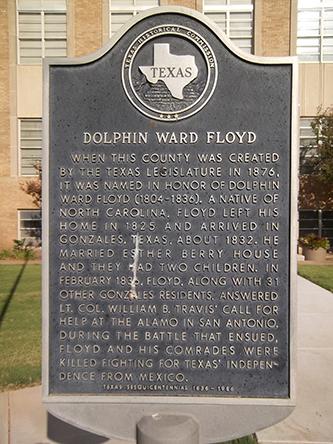 TEXAS HISTORICAL COMMISSION
TEXAS
DOLPHIN WARD FLOYD
WHEN THIS COUNTY WAS CREATED
BY THE TEXAS LEGISLATURE IN 1876,
IT WAS NAMED IN HONOR OF DOLPHIN
WARD FLOYD (1804-1836). A NATIVE OF
NORTH CAROLINA, FLOYD LEFT HIS
HOME IN 1825 AND ARRIVED IN
GONZALES, TEXAS, ABOUT 1832. HE
MARRIED ESTHER BERRY HOUSE
AND THEY HAD TWO CHILDREN. IN
FEBRUARY 1836, FLOYD, ALONG WITH 31
OTHER GONZALES RESIDENTS, ANSWERED
LT. COL. WILLIAM B. TRAVIS' CALL FOR
HELP AT THE ALAMO IN SAN ANTONIO.
DURING THE BATTLE THAT ENSUED,
FLOYD AND HIS COMRADES WERE
KILLED FIGHTING FOR TEXAS' INDEPEN-
DENCE FROM MEXICO.
TEXAS SESQUICENTENNIAL 1836-1986